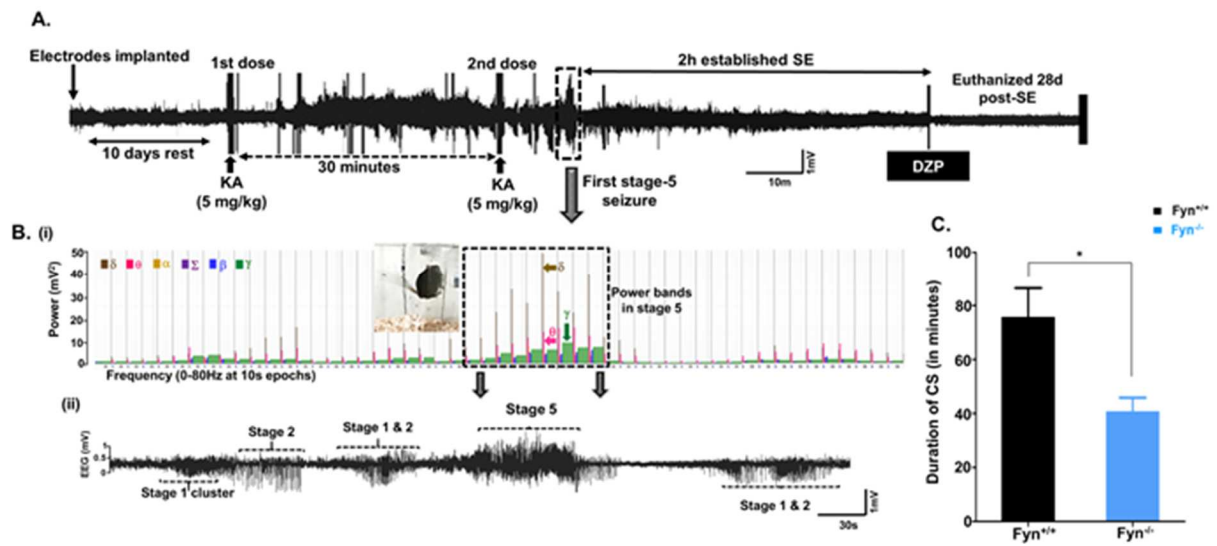 A.
Electrodes implanted
1st dose
2nd dose
2h established SE
Euthanized 28d
post-SE
10 days rest
30 minutes
KA
(5 mg/kg)
KA
(5 mg/kg)
First stage-5
seizure
10m
1mV
DZP
B. (i)
Power (mV²)
50
40
20
10
0
δ θ α Σ β γ
δ
θ
γ
Power bands
in stage 5
Frequency (0-80Hz at 10s epochs)
(ii)
EEG (mV)
0.5
0.0
Stage 1 cluster
Stage 2
Stage 1 & 2
Stage 5
Stage 1 & 2
30s
1mV
C.
Fyn+/+
Fyn-/-
Duration of CS (in minutes)
100
80
60
40
20
0
*
Fyn+/+
Fyn-/-